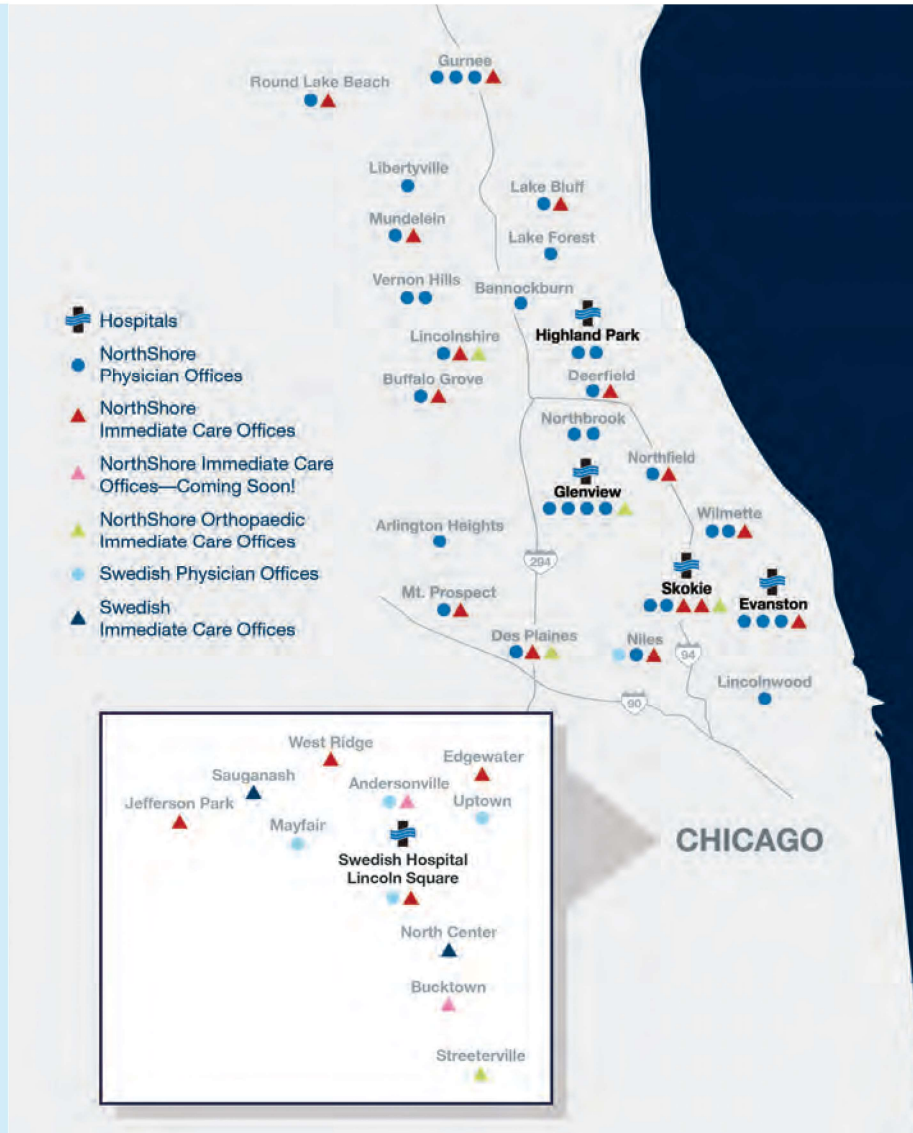 Gurnee
Round Lake Beach
Libertyville
Lake Bluff
Mundelein
Lake Forest
Vernon Hills
Bannockburn
Hospitals
Highland Park
NorthShore
Physician Offices
Lincolnshire
Buffalo Grove
Deerfield
NorthShore
Immediate Care Offices
Northbrook
NorthShore Immediate Care
Offices—Coming Soon!
Northfield
Glenview
Wilmette
NorthShore Orthopaedic
Immediate Care Offices
Arlington Heights
294
Swedish Physician Offices
Skokie
Mt. Prospect
Evanston
Swedish
Immediate Care Offices
Des Plaines
Niles
94
Lincolnwood
90
West Ridge
Edgewater
Sauganash
Andersonville
Jefferson Park
Uptown
Mayfair
CHICAGO
Swedish Hospital
Lincoln Square
North Center
Bucktown
Streeterville